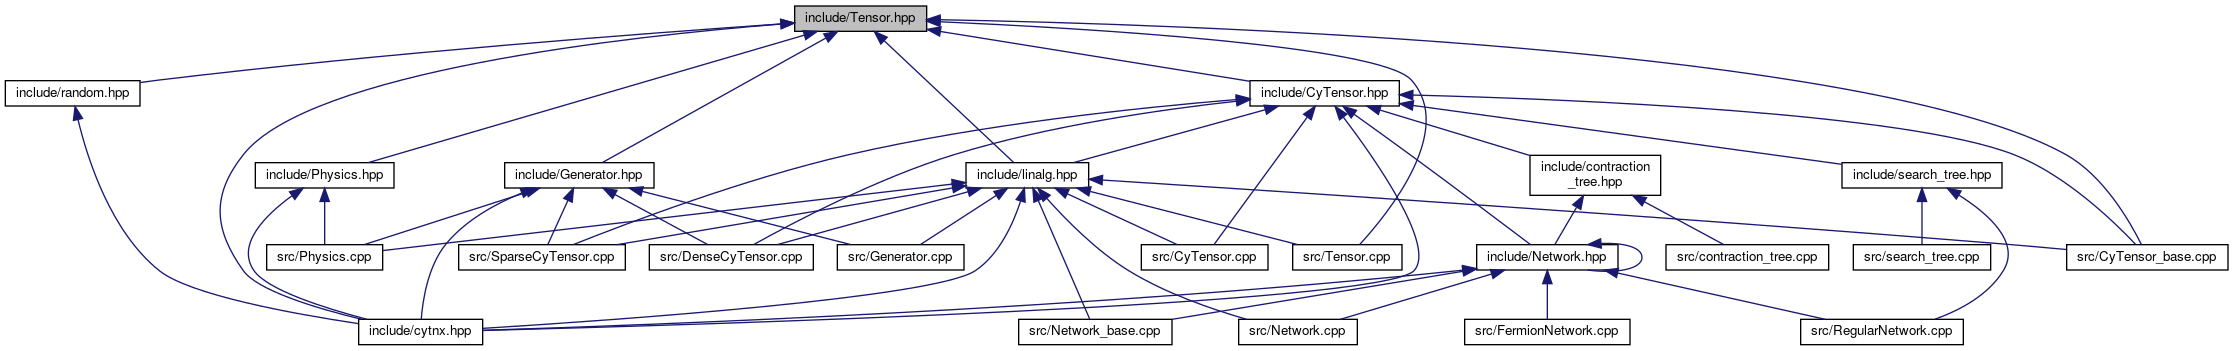 include/Tensor.hpp
include/random.hpp
include/CyTensor.hpp
include/Physics.hpp
include/Generator.hpp
include/linalg.hpp
include/contraction
_tree.hpp
include/search_tree.hpp
src/Physics.cpp
src/SparseCyTensor.cpp
src/DenseCyTensor.cpp
src/Generator.cpp
src/CyTensor.cpp
src/Tensor.cpp
include/Network.hpp
src/contraction_tree.cpp
src/search_tree.cpp
src/CyTensor_base.cpp
include/cytnx.hpp
src/Network_base.cpp
src/Network.cpp
src/FermionNetwork.cpp
src/RegularNetwork.cpp